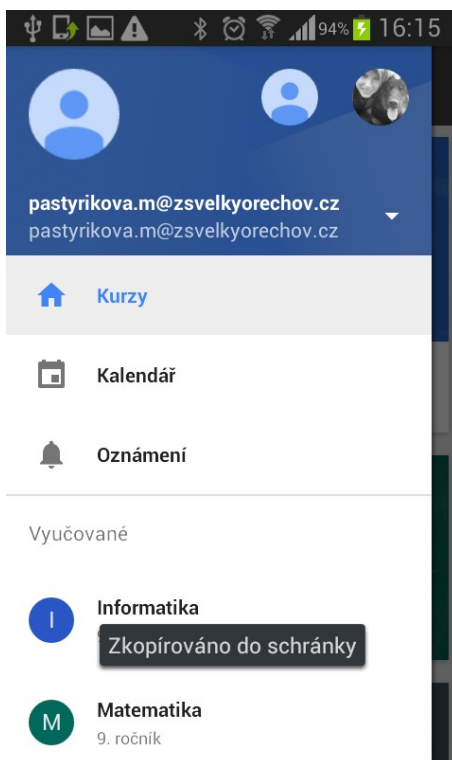 94% 16:15
pastyrikova.m@zsvelkyorechov.cz
pastyrikova.m@zsvelkyorechov.cz
Kurzy
Kalendář
Oznámení
Vyučované
I Informatika
Zkopírováno do schránky
M Matematika
9. ročník